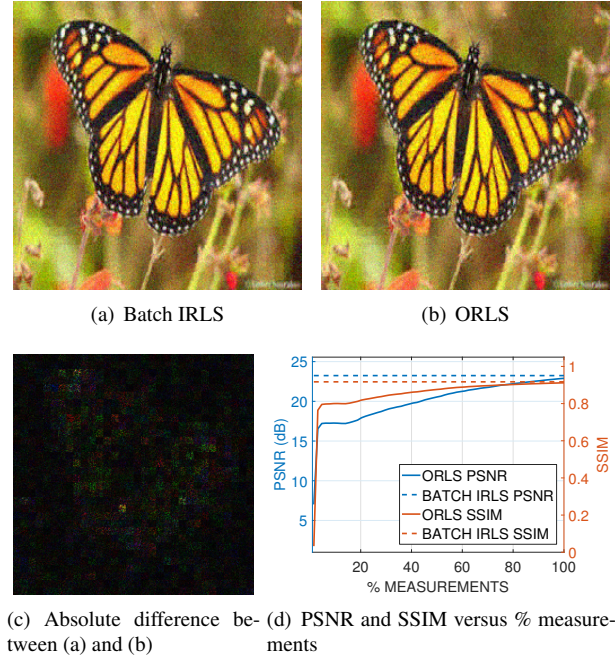 (a) Batch IRLS
(b) ORLS
25
20
15
10
5
PSNR (dB)
1
0.8
0.6
0.4
0.2
0
SSIM
ORLS PSNR
BATCH IRLS PSNR
ORLS SSIM
BATCH IRLS SSIM
20 40 60 80 100
% MEASUREMENTS
(c) Absolute difference be-
tween (a) and (b)
(d) PSNR and SSIM versus % measure-
ments